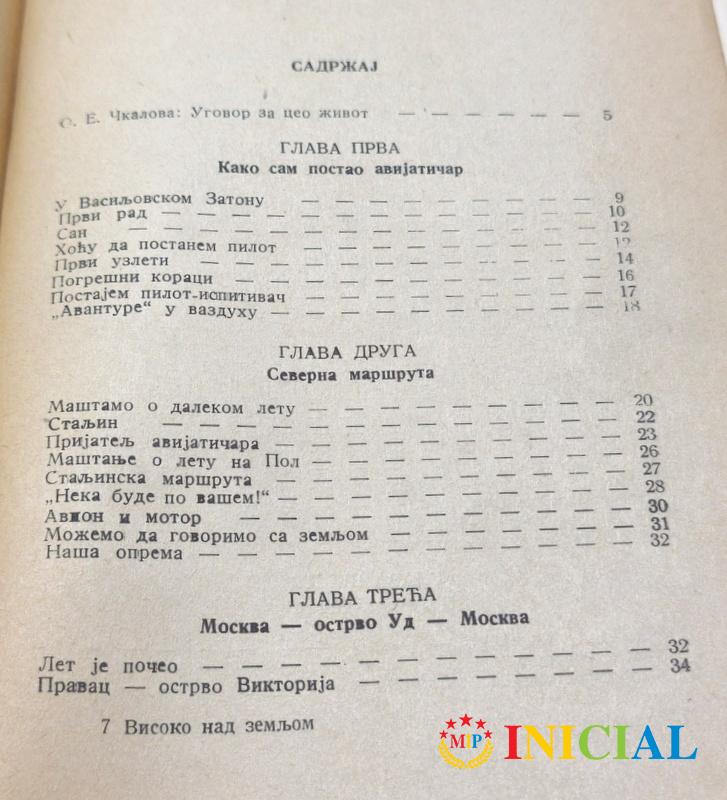 САДРЖАЈ
О. Е. Чкалова: Уговор за цео живот — — — — — — 5
ГЛАВА ПРВА
Како сам постао авијатичар
У Васиљовском Затону — — — — — — — — 9
Први рад — — — — — — — — — — — 10
Сан — — — — — — — — — — — — 12
Хоћу да постанем пилот — — — — — — — — 12
Први узлети — — — — — — — — — — 14
Погрешни кораци — — — — — — — — — 16
Постајем пилот-испитивач — — — — — — — 17
„Авантуре“ у ваздуху — — — — — — — — 18
ГЛАВА ДРУГА
Северна маршрута
Маштамо о далеком лету — — — — — — — — 20
Стаљин — — — — — — — — — — — 22
Пријатељ авијатичара — — — — — — — — — 23
Маштање о лету на Пол — — — — — — — — 26
Стаљинска маршрута — — — — — — — — — 27
„Нека буде по вашем!“ — — — — — — — — — 28
Авион и мотор — — — — — — — — — — 30
Можемо да говоримо са земљом — — — — — — 31
Наша опрема — — — — — — — — — — — 32
ГЛАВА ТРЕЋА
Москва — острво Уд — Москва
Лет је почео — — — — — — — — — — — 32
Правац — острво Викторија — — — — — — — 34
7 Високо над земљом
MIP INICIAL